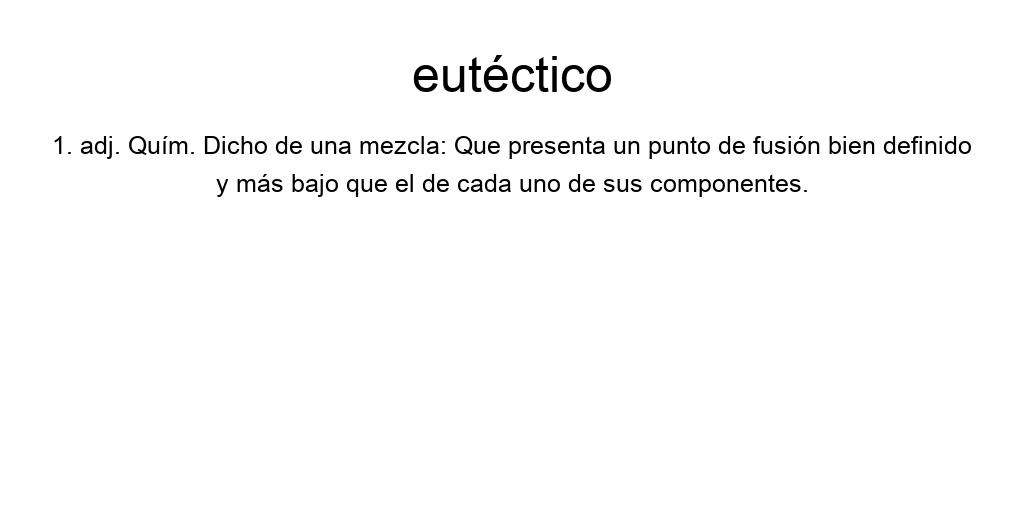 eutéctico
1. adj. Quím. Dicho de una mezcla: Que presenta un punto de fusión bien definido
y más bajo que el de cada uno de sus componentes.